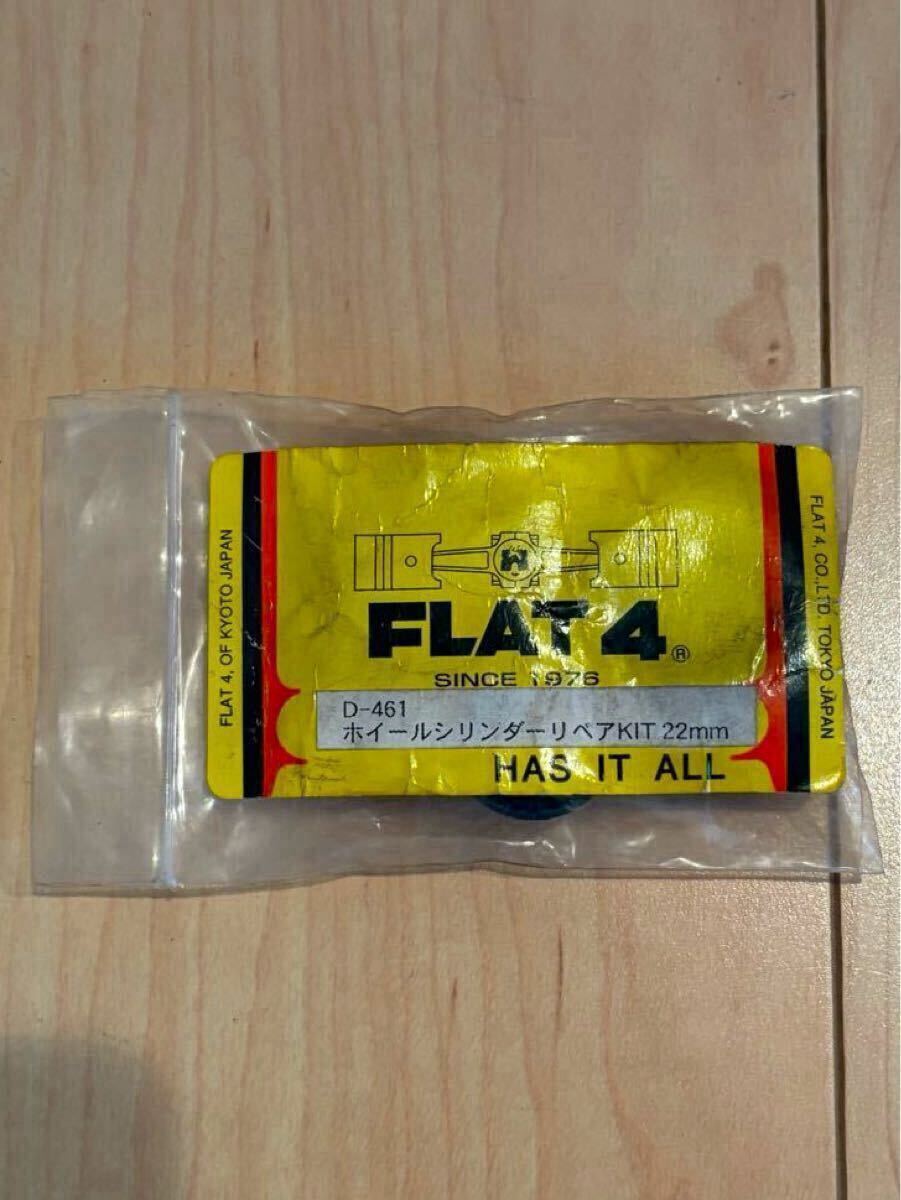 FLAT 4, OF KYOTO JAPAN
FLAT 4
®
SINCE 1976
D-461
ホイールシリンダーリペアKIT 22mm
HAS IT ALL
FLAT 4, CO.,LTD. TOKYO JAPAN